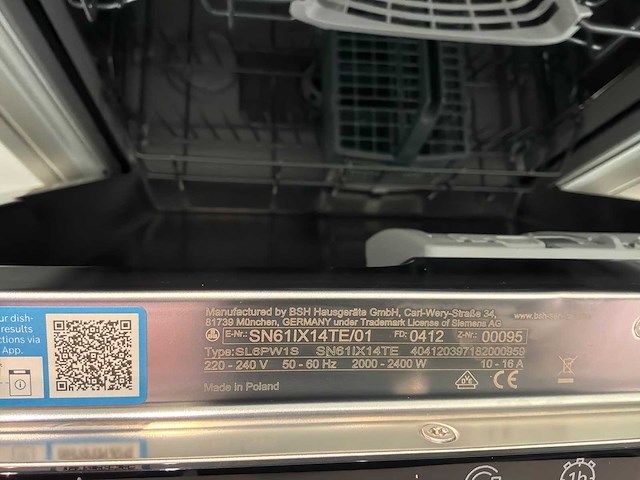 ur dish-
results
ctions via
App.
Manufactured by BSH Hausgeräte GmbH, Carl-Wery-Straße 34,
81739 München, GERMANY under Trademark License of Siemens AG
E-Nr.: SN61IX14TE/01 FD: 0412 Z-Nr.: 00095
Type: SL6PW1S SN61IX14TE 404120397182000959
220 - 240 V 50 - 60 Hz 2000 - 2400 W 10 - 16 A
Made in Poland
CE
1h